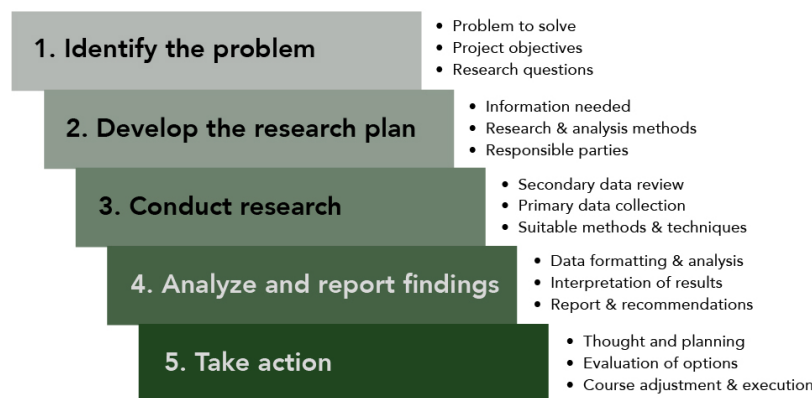 1. Identify the problem
• Problem to solve
• Project objectives
• Research questions
2. Develop the research plan
• Information needed
• Research & analysis methods
• Responsible parties
3. Conduct research
• Secondary data review
• Primary data collection
• Suitable methods & techniques
4. Analyze and report findings
• Data formatting & analysis
• Interpretation of results
• Report & recommendations
5. Take action
• Thought and planning
• Evaluation of options
• Course adjustment & execution